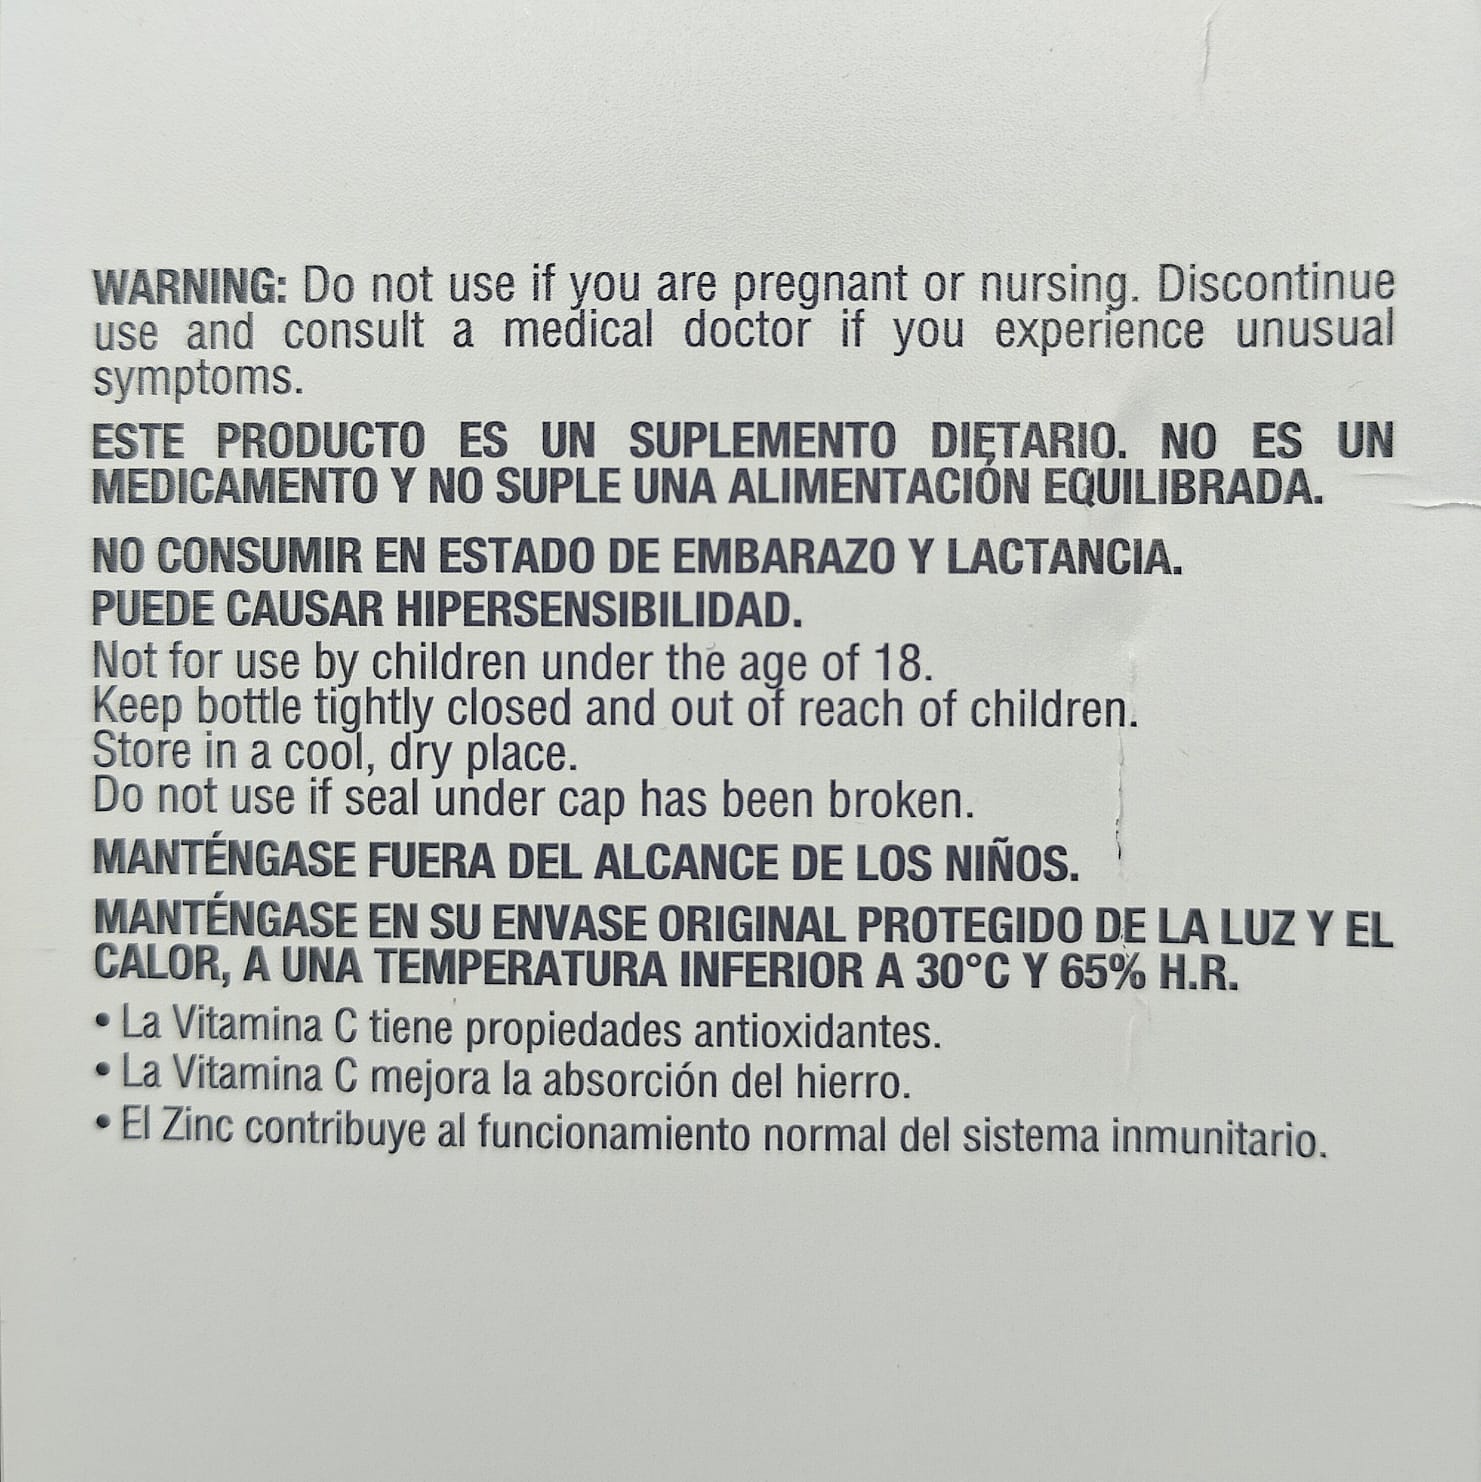 WARNING: Do not use if you are pregnant or nursing. Discontinue
use and consult a medical doctor if you experience unusual
symptoms.
ESTE PRODUCTO ES UN SUPLEMENTO DIETARIO. NO ES UN
MEDICAMENTO Y NO SUPLE UNA ALIMENTACIÓN EQUILIBRADA.
NO CONSUMIR EN ESTADO DE EMBARAZO Y LACTANCIA.
PUEDE CAUSAR HIPERSENSIBILIDAD.
Not for use by children under the age of 18.
Keep bottle tightly closed and out of reach of children.
Store in a cool, dry place.
Do not use if seal under cap has been broken.
MANTÉNGASE FUERA DEL ALCANCE DE LOS NIÑOS.
MANTÉNGASE EN SU ENVASE ORIGINAL PROTEGIDO DE LA LUZ Y EL
CALOR, A UNA TEMPERATURA INFERIOR A 30°C Y 65% H.R.
• La Vitamina C tiene propiedades antioxidantes.
• La Vitamina C mejora la absorción del hierro.
• El Zinc contribuye al funcionamiento normal del sistema inmunitario.